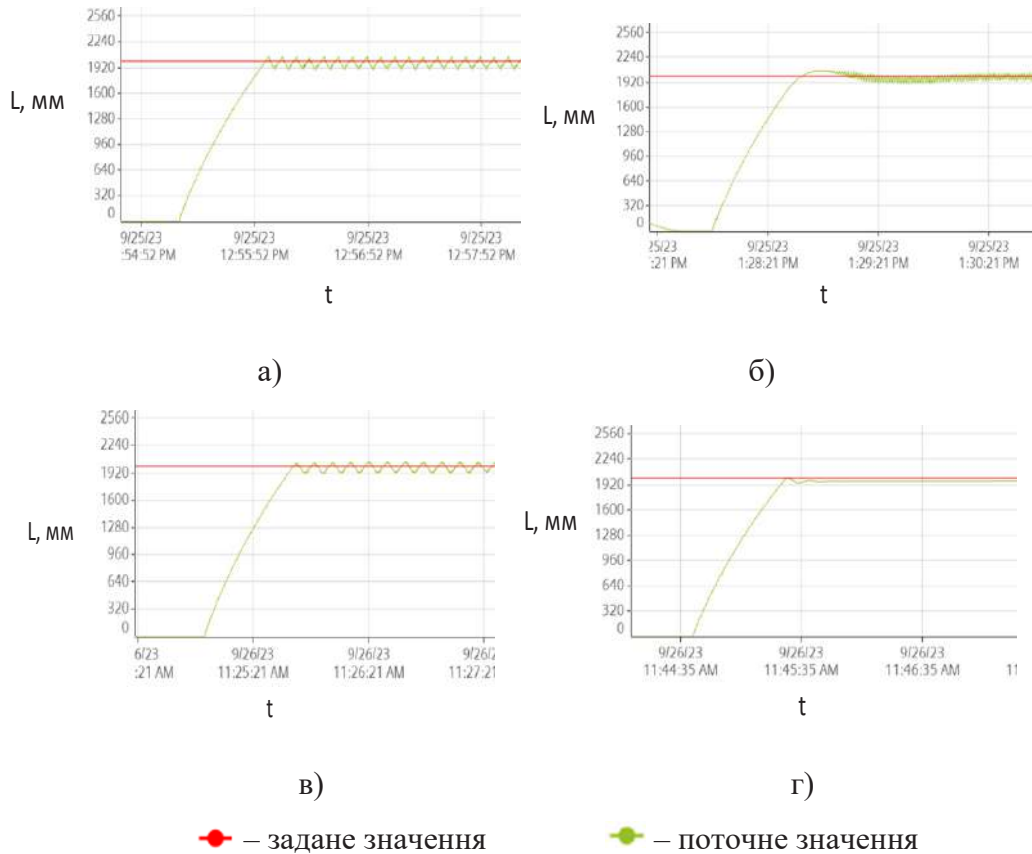 2560
2240
1920
1600
1280
960
640
320
0
L, мм
9/25/23
:54:52 PM
9/25/23
12:55:52 PM
9/25/23
12:56:52 PM
9/25/23
12:57:52 PM
t
а)
2560
2240
1920
1600
1280
960
640
320
0
L, мм
25/23
:21 PM
9/25/23
1:28:21 PM
9/25/23
1:29:21 PM
9/25/23
1:30:21 PM
t
б)
2560
2240
1920
1600
1280
960
640
320
0
L, мм
6/23
:21 AM
9/26/23
11:25:21 AM
9/26/23
11:26:21 AM
9/26/
11:27:21
t
в)
2560
2240
1920
1600
1280
960
640
320
0
L, мм
9/26/23
11:44:35 AM
9/26/23
11:45:35 AM
9/26/23
11:46:35 AM
11
t
г)
– задане значення
– поточне значення